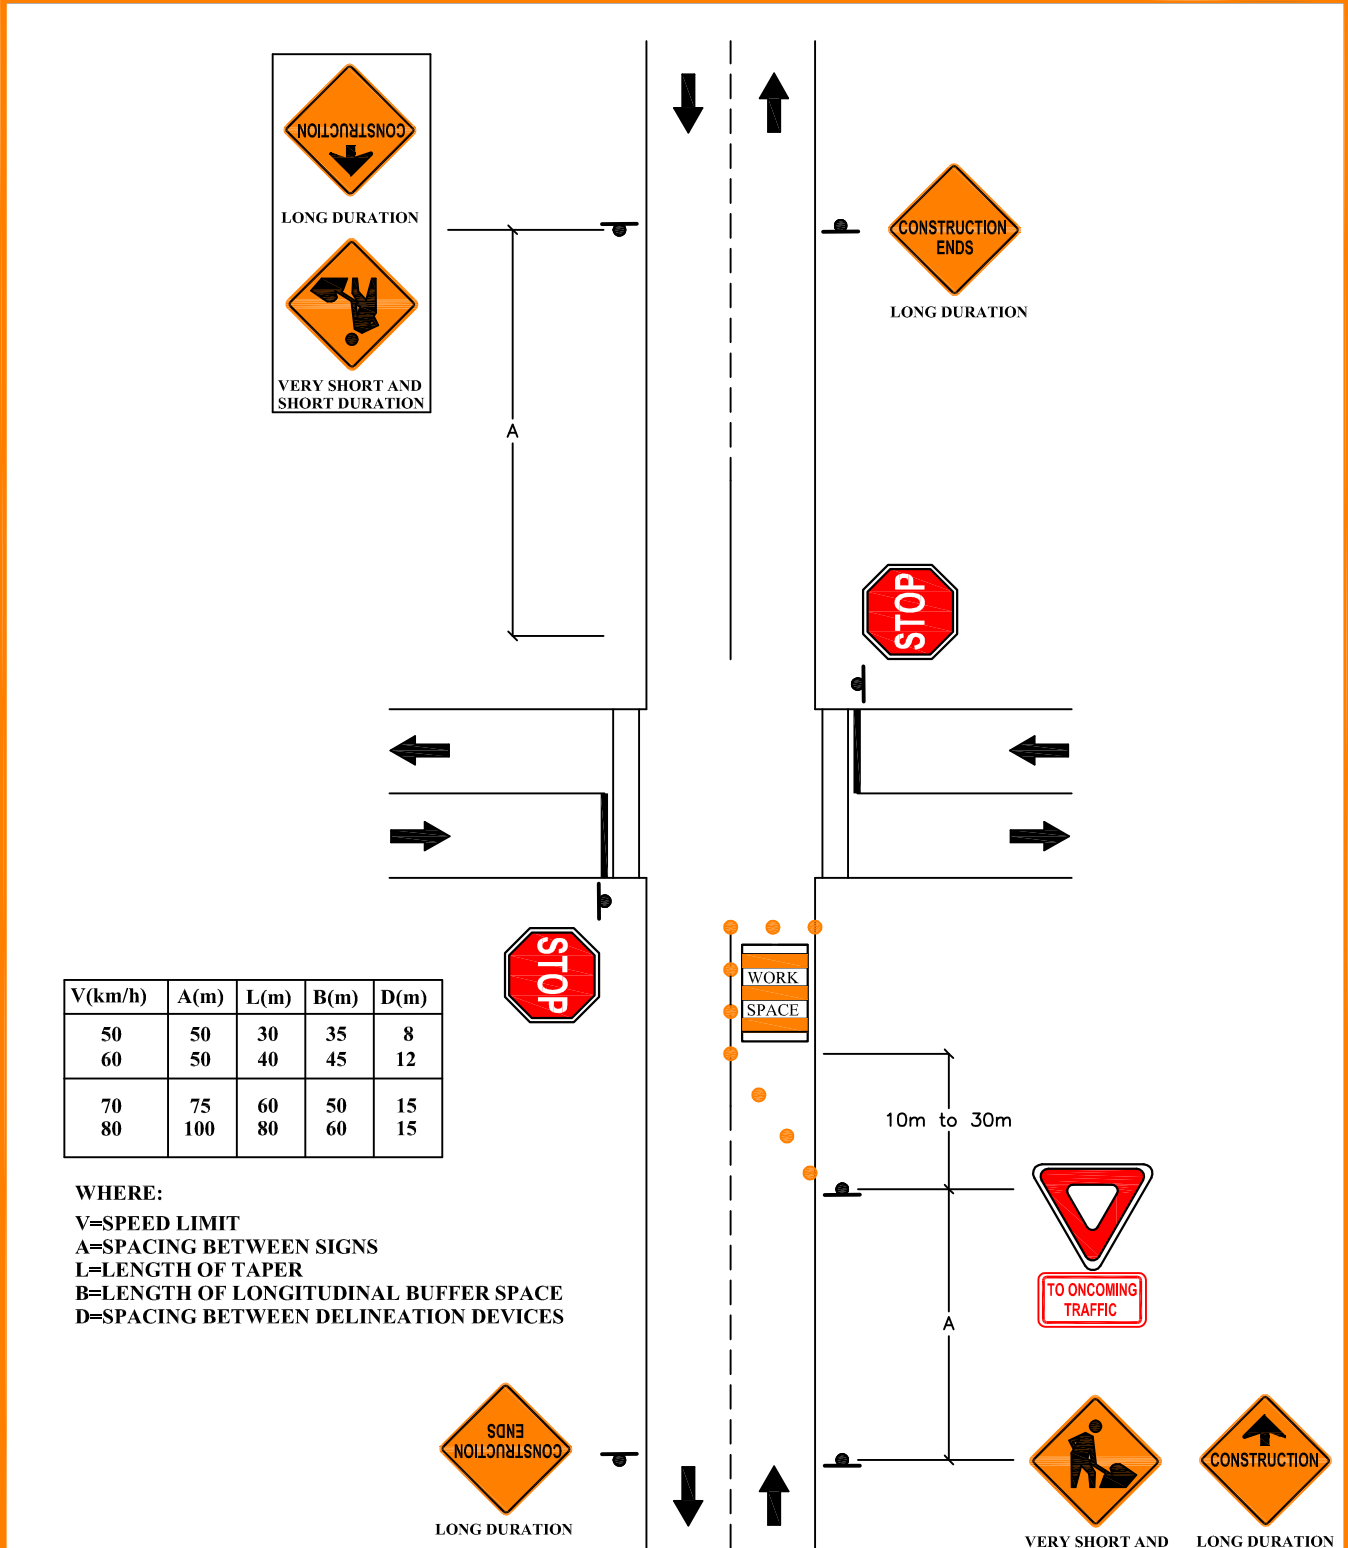 CONSTRUCTION
LONG DURATION
VERY SHORT AND
SHORT DURATION
CONSTRUCTION
ENDS
LONG DURATION
A
STOP
STOP
WORK
SPACE
V(km/h) A(m) L(m) B(m) D(m)
50 50 30 35 8
60 50 40 45 12
70 75 60 50 15
80 100 80 60 15
10m to 30m
WHERE:
V=SPEED LIMIT
A=SPACING BETWEEN SIGNS
L=LENGTH OF TAPER
B=LENGTH OF LONGITUDINAL BUFFER SPACE
D=SPACING BETWEEN DELINEATION DEVICES
TO ONCOMING
TRAFFIC
A
CONSTRUCTION
ENDS
LONG DURATION
VERY SHORT AND
CONSTRUCTION
LONG DURATION